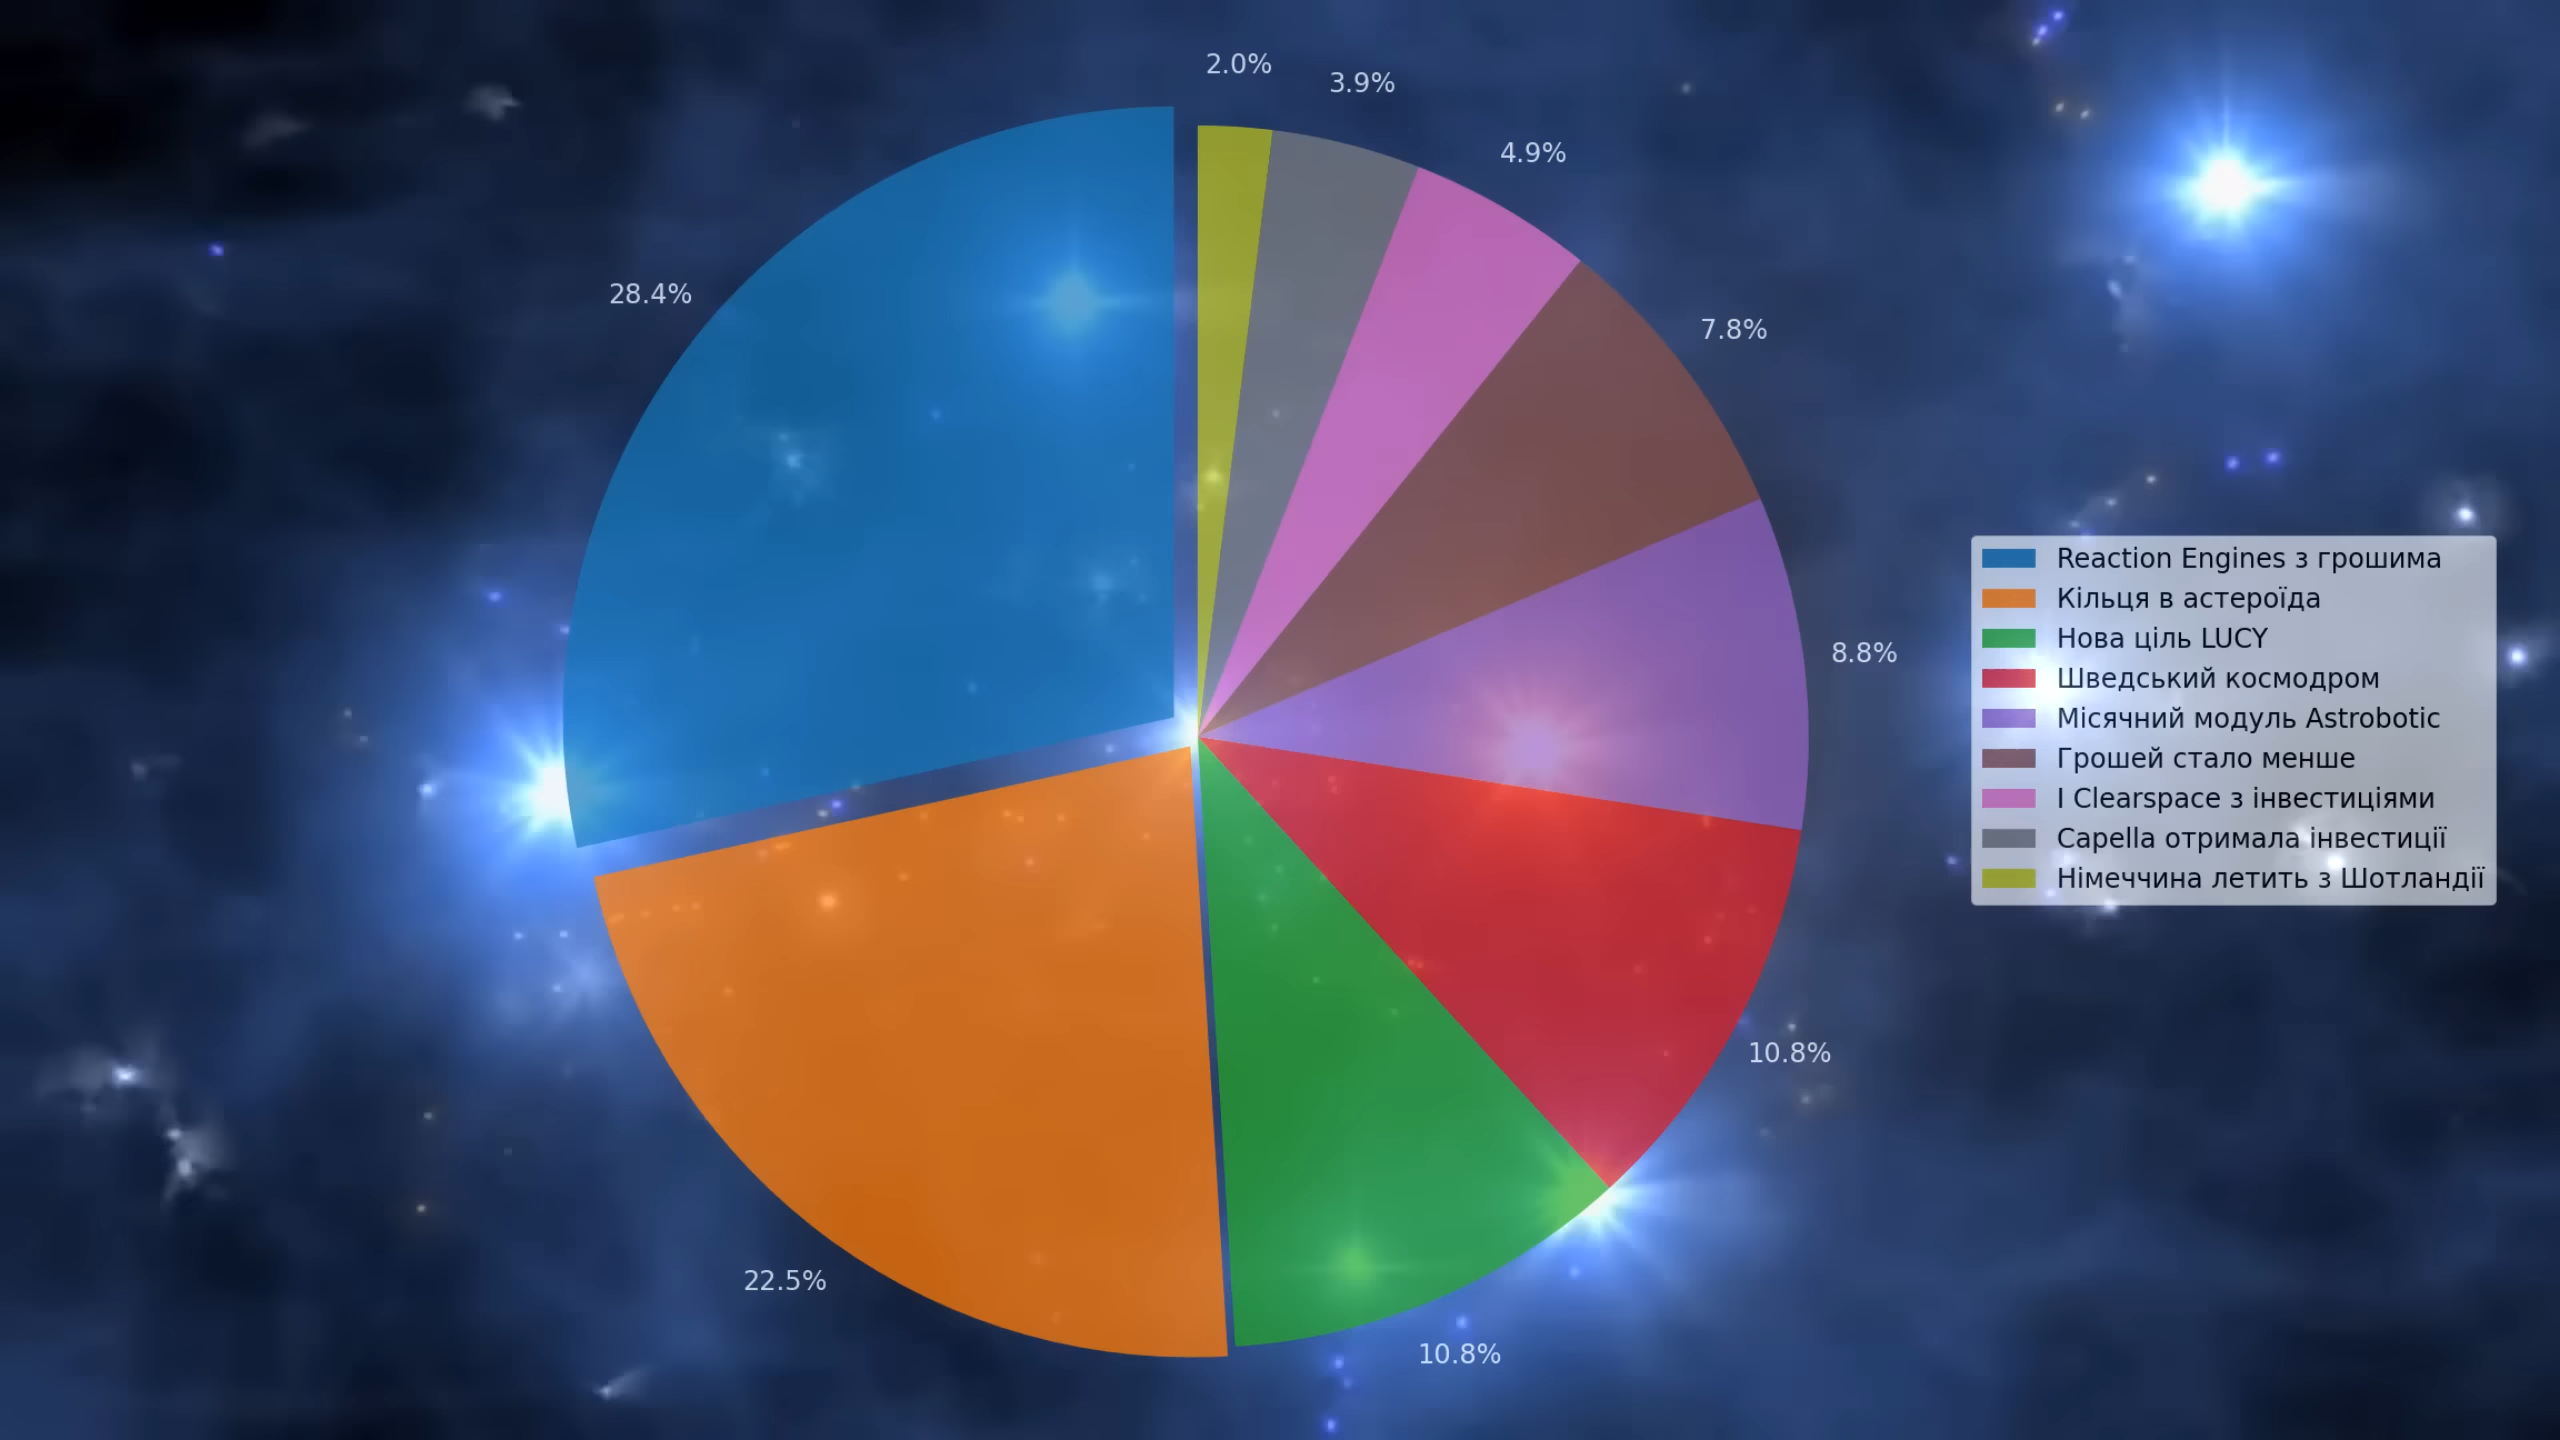 2.0%
3.9%
4.9%
28.4%
7.8%
8.8%
10.8%
22.5%
10.8%
Reaction Engines з грошима
Кільця в астероїда
Нова ціль LUCY
Шведський космодром
Місячний модуль Astrobotic
Грошей стало менше
І Clearspace з інвестиціями
Capella отримала інвестиції
Німеччина летить з Шотландії